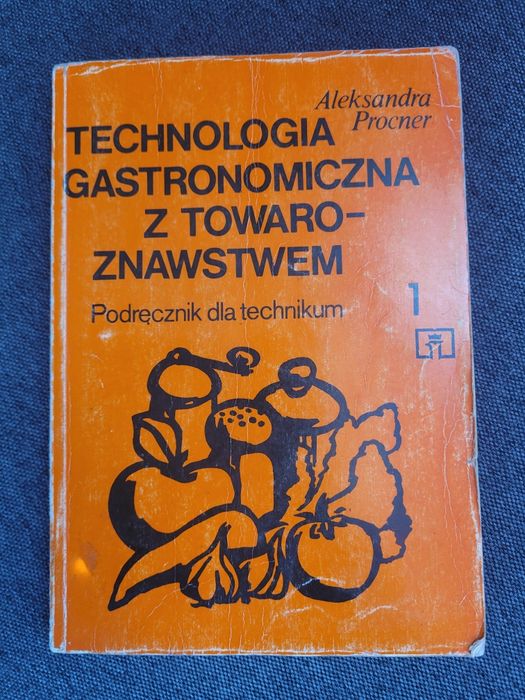 Aleksandra
Procner
TECHNOLOGIA
GASTRONOMICZNA
Z TOWARO-
ZNAWSTWEM
Podręcznik dla technikum
1